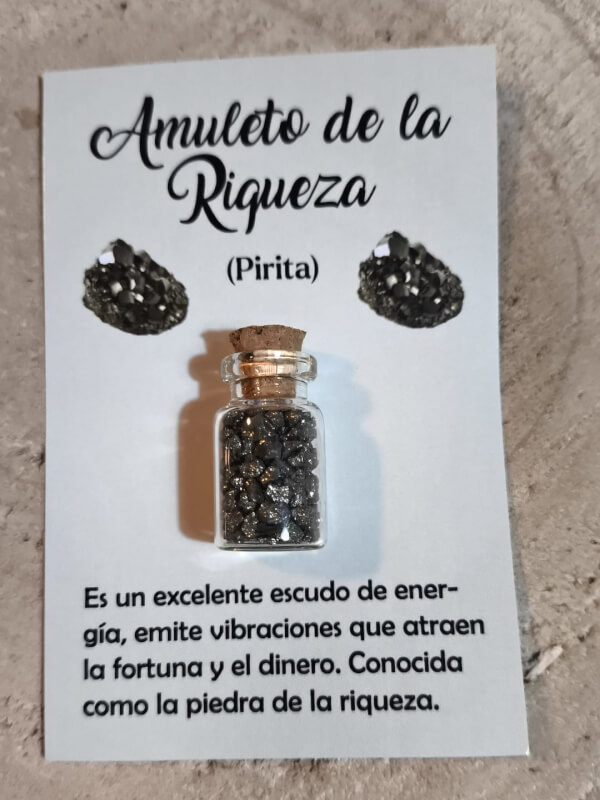 Amuleto de la
Riqueza
(Pirita)
Es un excelente escudo de ener-
gía, emite vibraciones que atraen
la fortuna y el dinero. Conocida
como la piedra de la riqueza.